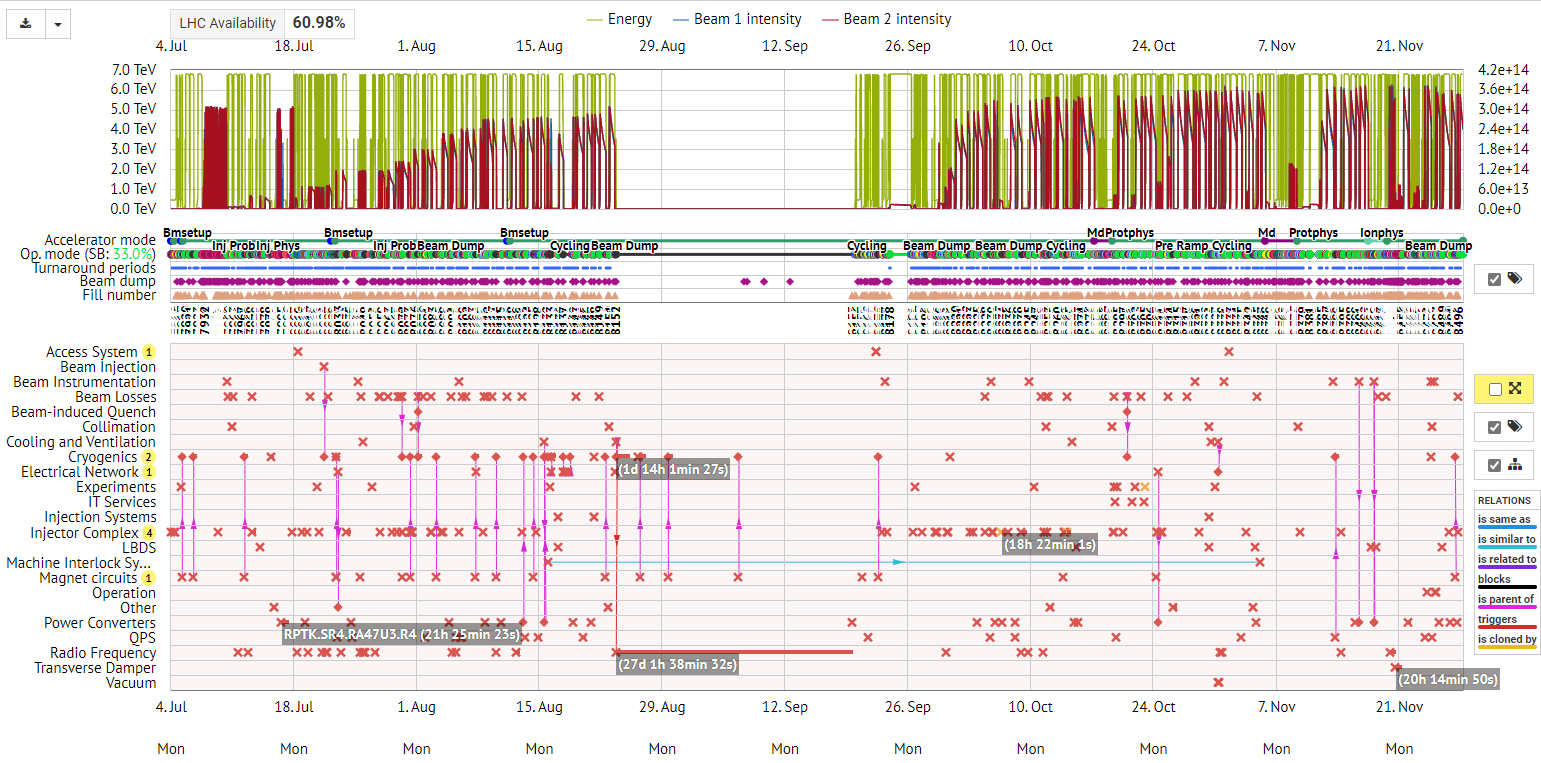 LHC Availability 60.98%
Energy Beam 1 intensity Beam 2 intensity
4. Jul 18. Jul 1. Aug 15. Aug 29. Aug 12. Sep 26. Sep 10. Oct 24. Oct 7. Nov 21. Nov
7.0 TeV 4.2e+14
6.0 TeV 3.6e+14
5.0 TeV 3.0e+14
4.0 TeV 2.4e+14
3.0 TeV 1.8e+14
2.0 TeV 1.2e+14
1.0 TeV 6.0e+13
0.0 TeV 0.0e+0
Bmsetup Bmsetup Bmsetup MdProtphys Md Protphys Ionphys
Accelerator mode
Inj ProbInj Phys Inj ProbBeam Dump CyclingBeam Dump Cycling Beam Dump Beam Dump Cycling Pre Ramp Cycling Beam Dump
Op. mode (SB: 33.0%)
Turnaround periods
Beam dump
Fill number
8152 8178 8496
Access System 1
Beam Injection
Beam Instrumentation
Beam Losses
Beam-induced Quench
Collimation
Cooling and Ventilation
Cryogenics 2
(1d 14h 1min 27s)
Electrical Network 1
Experiments
IT Services
Injection Systems
Injector Complex 4
(18h 22min 1s)
LBDS
Machine Interlock Sy...
Magnet circuits 1
Operation
Other
Power Converters
RPTK.SR4.RA47U3.R4 (21h 25min 23s)
QPS
Radio Frequency
(27d 1h 38min 32s)
Transverse Damper
(20h 14min 50s)
Vacuum
RELATIONS
is same as
is similar to
is related to
blocks
is parent of
triggers
is cloned by
4. Jul 18. Jul 1. Aug 15. Aug 29. Aug 12. Sep 26. Sep 10. Oct 24. Oct 7. Nov 21. Nov
Mon Mon Mon Mon Mon Mon Mon Mon Mon Mon Mon